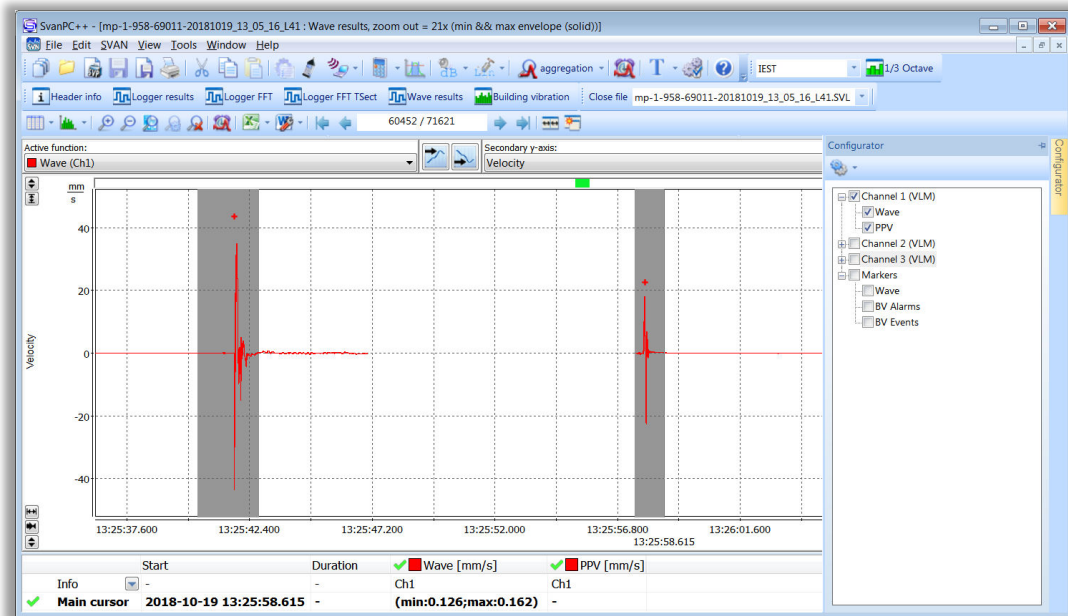 SvanPC++ - [mp-1-958-69011-20181019_13_05_16_L41 : Wave results, zoom out = 21x (min && max envelope (solid))]
File Edit SVAN View Tools Window Help
aggregation T IEST 1/3 Octave
Header info Logger results Logger FFT Logger FFT TSect Wave results Building vibration Close file mp-1-958-69011-20181019_13_05_16_L41.SVL
60452 / 71621
Active function:
Wave (Ch1)
Secondary y-axis:
Velocity
mm
s
40
20
0
-20
-40
Velocity
13:25:37.600 13:25:42.400 13:25:47.200 13:25:52.000 13:25:56.800 13:26:01.600
13:25:58.615
Configurator
Configurator
Channel 1 (VLM)
Wave
PPV
Channel 2 (VLM)
Channel 3 (VLM)
Markers
Wave
BV Alarms
BV Events
Start Duration Wave [mm/s] PPV [mm/s]
Info - - Ch1 Ch1
Main cursor 2018-10-19 13:25:58.615 - (min:0.126;max:0.162) -